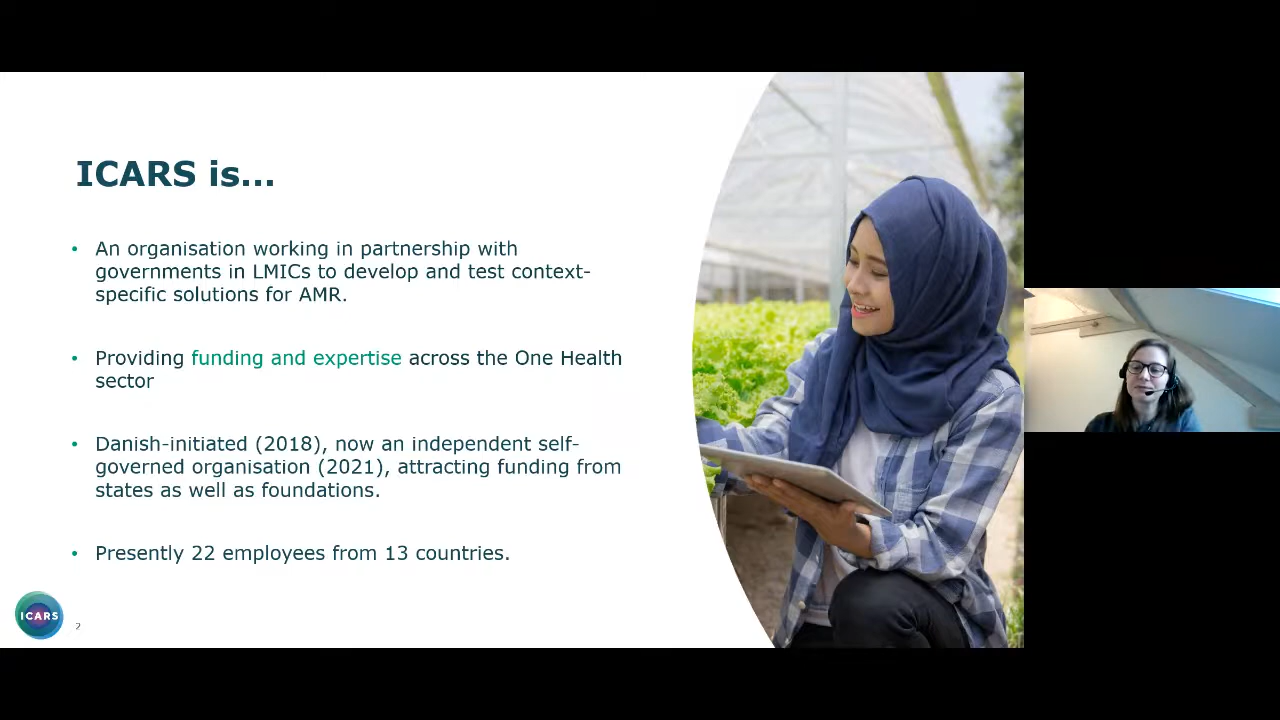 ICARS is...
• An organisation working in partnership with
governments in LMICs to develop and test context-
specific solutions for AMR.
• Providing funding and expertise across the One Health
sector
• Danish-initiated (2018), now an independent self-
governed organisation (2021), attracting funding from
states as well as foundations.
• Presently 22 employees from 13 countries.
ICARS
2